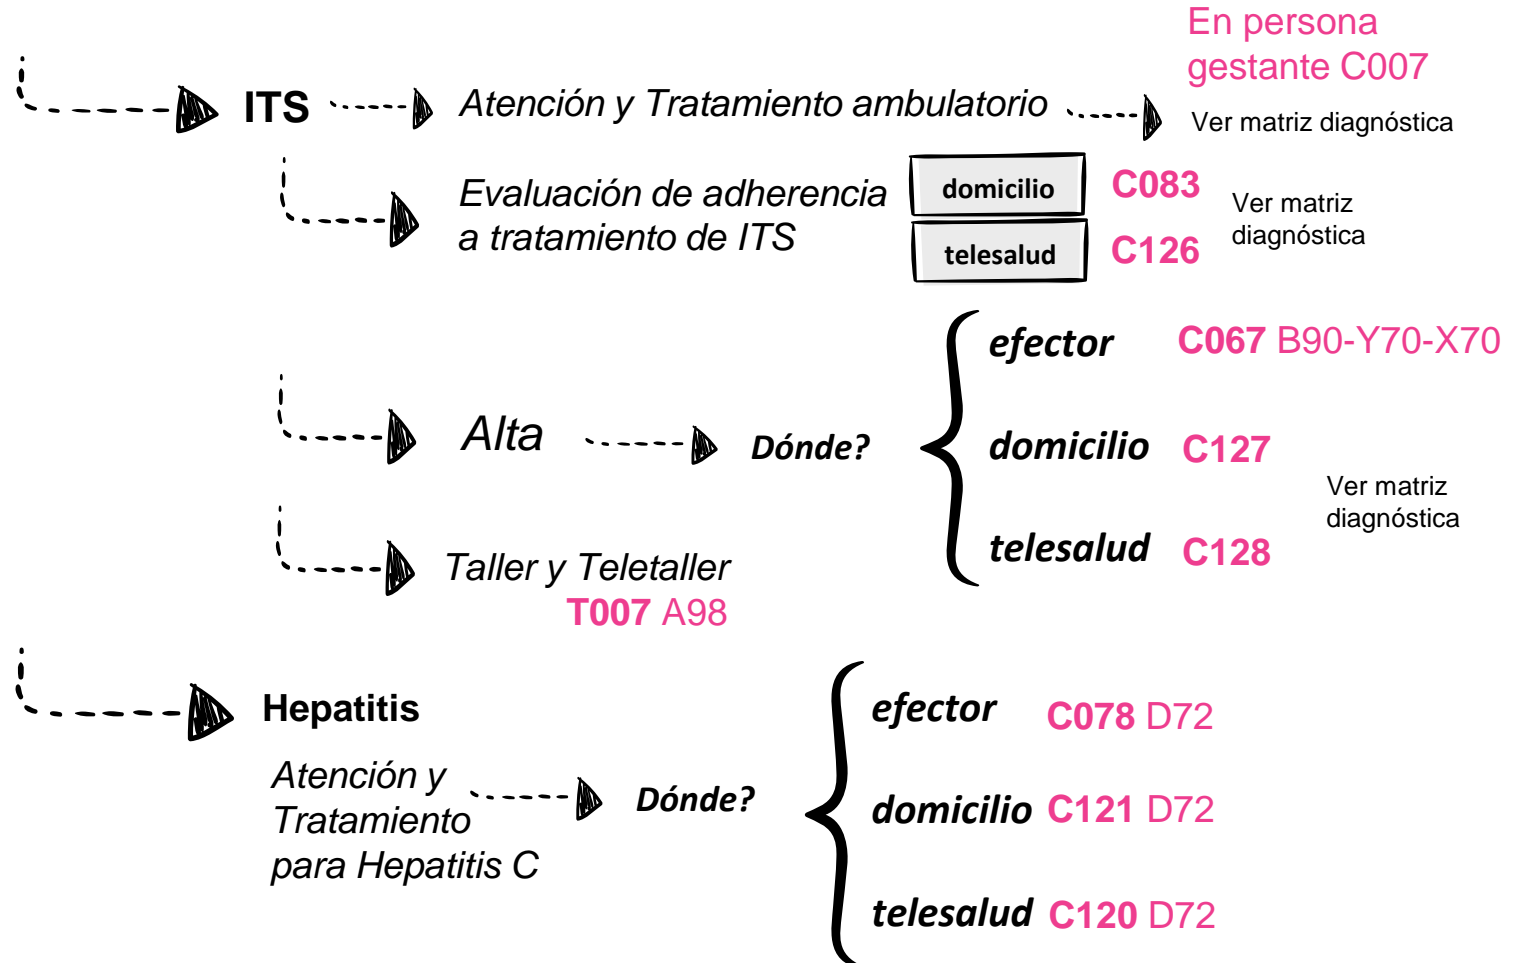 En persona
gestante C007
ITS
Atención y Tratamiento ambulatorio
Ver matriz diagnóstica
Evaluación de adherencia
a tratamiento de ITS
domicilio
C083
telesalud
C126
Ver matriz
diagnóstica
Alta
Dónde?
efector
C067 B90-Y70-X70
domicilio
C127
telesalud
C128
Ver matriz
diagnóstica
Taller y Teletaller
T007 A98
Hepatitis
Atención y
Tratamiento
para Hepatitis C
Dónde?
efector
C078 D72
domicilio
C121 D72
telesalud
C120 D72